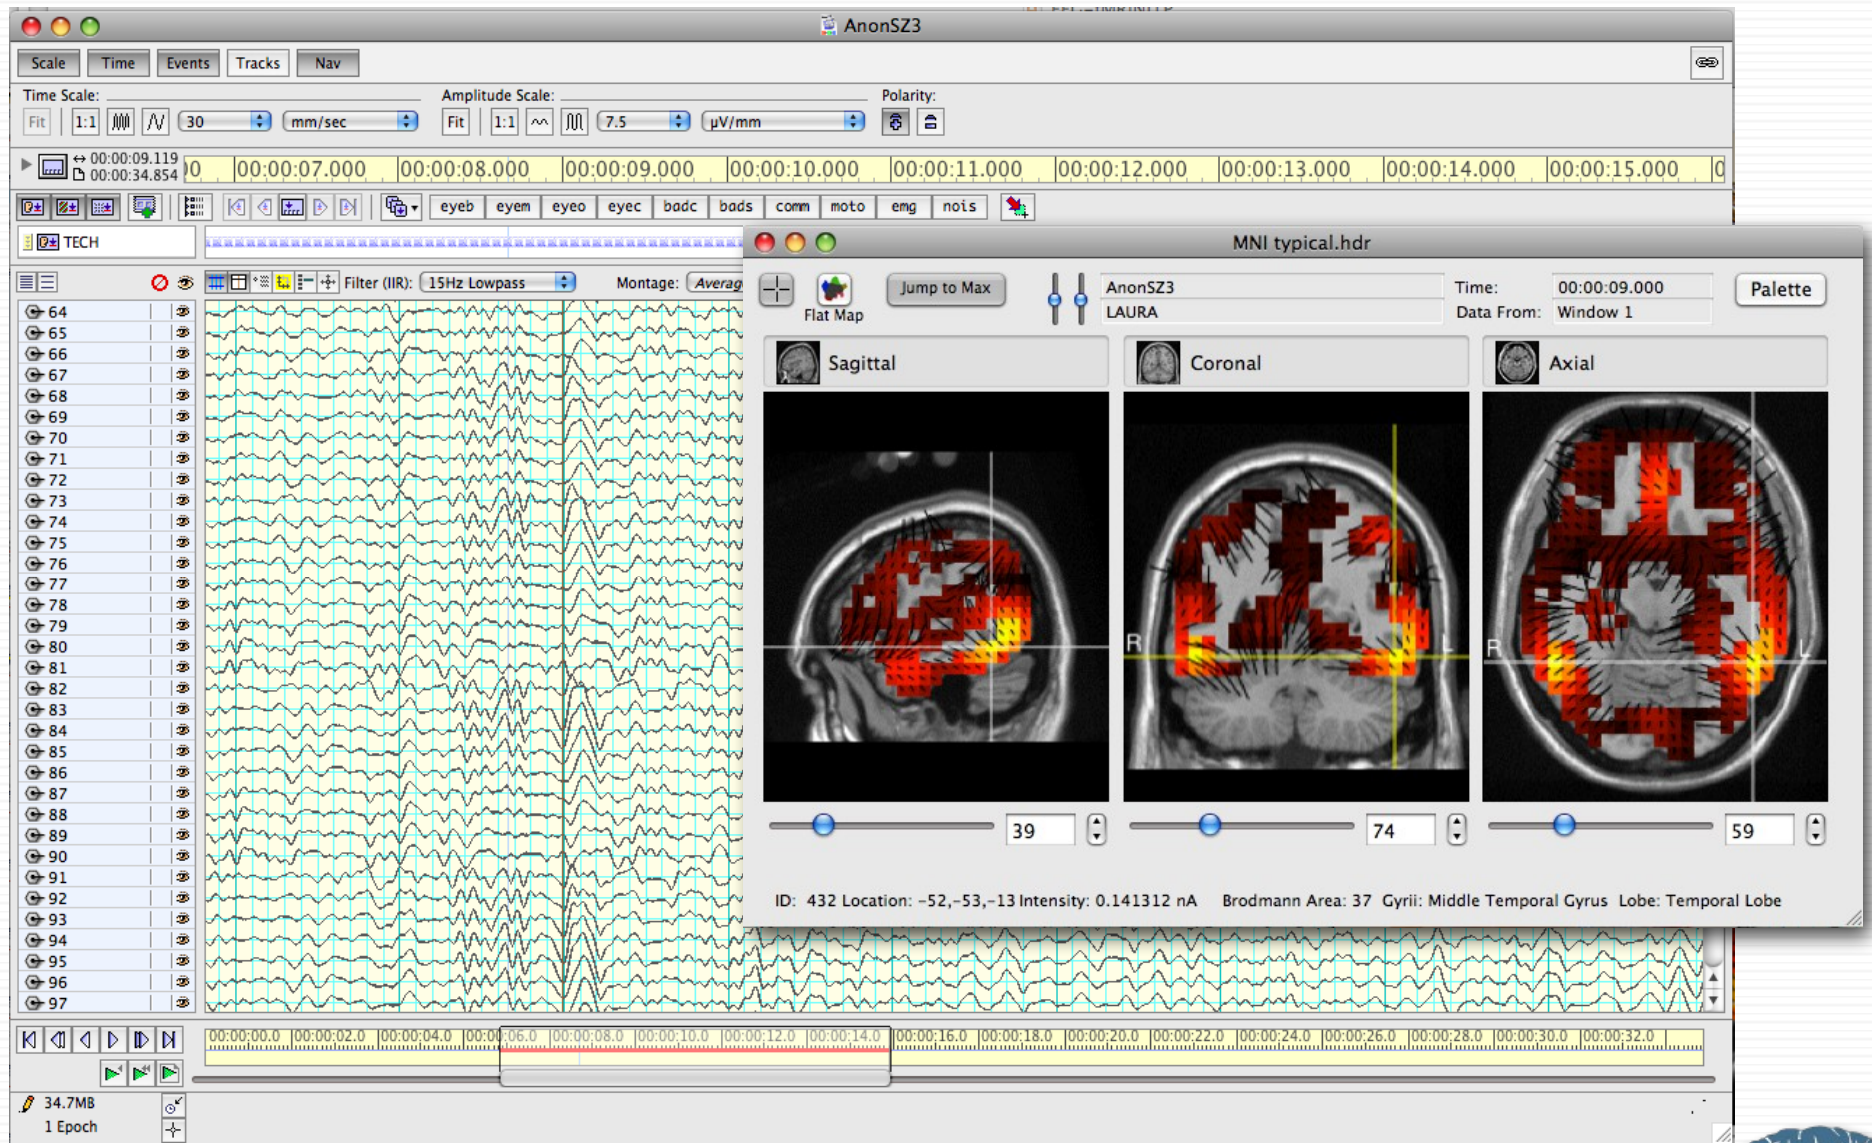 AnonSZ3
Scale Time Events Tracks Nav
Time Scale: Amplitude Scale: Polarity:
Fit 1:1 30 mm/sec Fit 1:1 7.5 µV/mm
00:00:09.119
00:00:34.854
00:00:07.000 00:00:08.000 00:00:09.000 00:00:10.000 00:00:11.000 00:00:12.000 00:00:13.000 00:00:14.000 00:00:15.000
eyeb eyem eyeo eyec badc bads comm moto emg nois
TECH
Filter (IIR): 15Hz Lowpass Montage: Averag
64
65
66
67
68
69
70
71
72
73
74
75
76
77
78
79
80
81
82
83
84
85
86
87
88
89
90
91
92
93
94
95
96
97
MNI typical.hdr
Flat Map
Jump to Max
AnonSZ3
LAURA
Time: 00:00:09.000
Data From: Window 1
Palette
Sagittal Coronal Axial
R L R L
39 74 59
ID: 432 Location: -52,-53,-13 Intensity: 0.141312 nA Brodmann Area: 37 Gyrii: Middle Temporal Gyrus Lobe: Temporal Lobe
00:00:00.0 00:00:02.0 00:00:04.0 00:00:06.0 00:00:08.0 00:00:10.0 00:00:12.0 00:00:14.0 00:00:16.0 00:00:18.0 00:00:20.0 00:00:22.0 00:00:24.0 00:00:26.0 00:00:28.0 00:00:30.0 00:00:32.0
34.7MB
1 Epoch